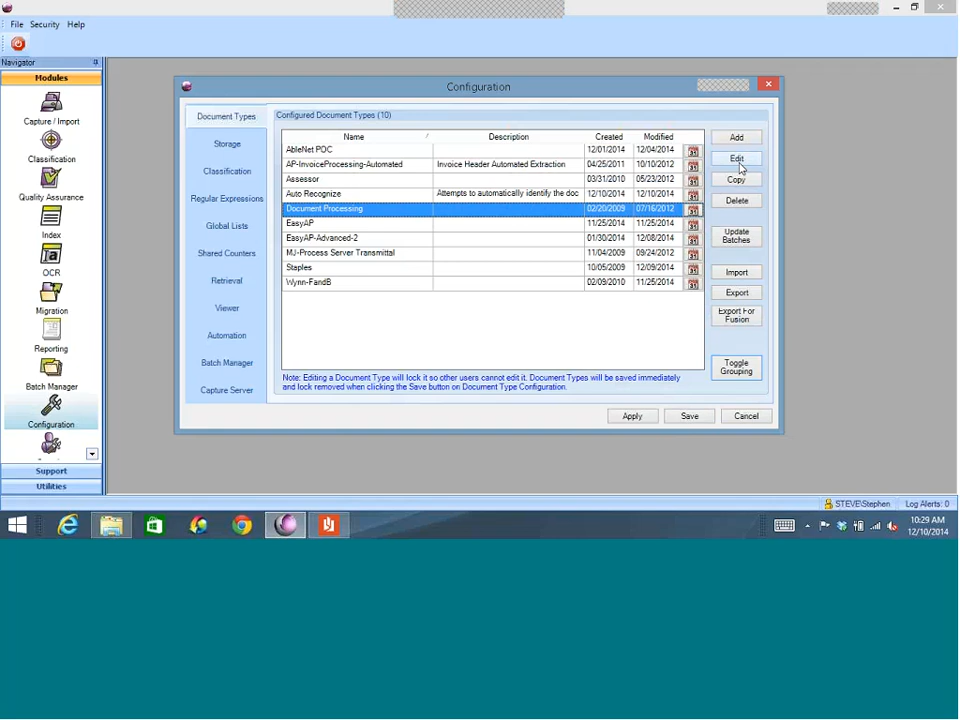 File Security Help
Navigator
Modules
Capture / Import
Classification
Quality Assurance
Index
OCR
Migration
Reporting
Batch Manager
Configuration
Support
Utilities
Configuration
Document Types
Storage
Classification
Regular Expressions
Global Lists
Shared Counters
Retrieval
Viewer
Automation
Batch Manager
Capture Server
Configured Document Types (10)
Name Description Created Modified
AbleNet POC 12/01/2014 12/04/2014
AP-InvoiceProcessing-Automated Invoice Header Automated Extraction 04/25/2011 10/10/2012
Assessor 03/31/2010 05/23/2012
Auto Recognize Attempts to automatically identify the doc 12/10/2014 12/10/2014
Document Processing 02/20/2009 07/16/2012
EasyAP 11/25/2014 11/25/2014
EasyAP-Advanced-2 01/30/2014 12/08/2014
MJ-Process Server Transmittal 11/04/2009 09/24/2012
Staples 10/05/2009 12/09/2014
Wynn-FandB 02/09/2010 11/25/2014
Note: Editing a Document Type will lock it so other users cannot edit it. Document Types will be saved immediately
and lock removed when clicking the Save button on Document Type Configuration.
Add
Edit
Copy
Delete
Update
Batches
Import
Export
Export For
Fusion
Toggle
Grouping
Apply Save Cancel
STEVE\Stephen Log Alerts: 0
10:29 AM
12/10/2014